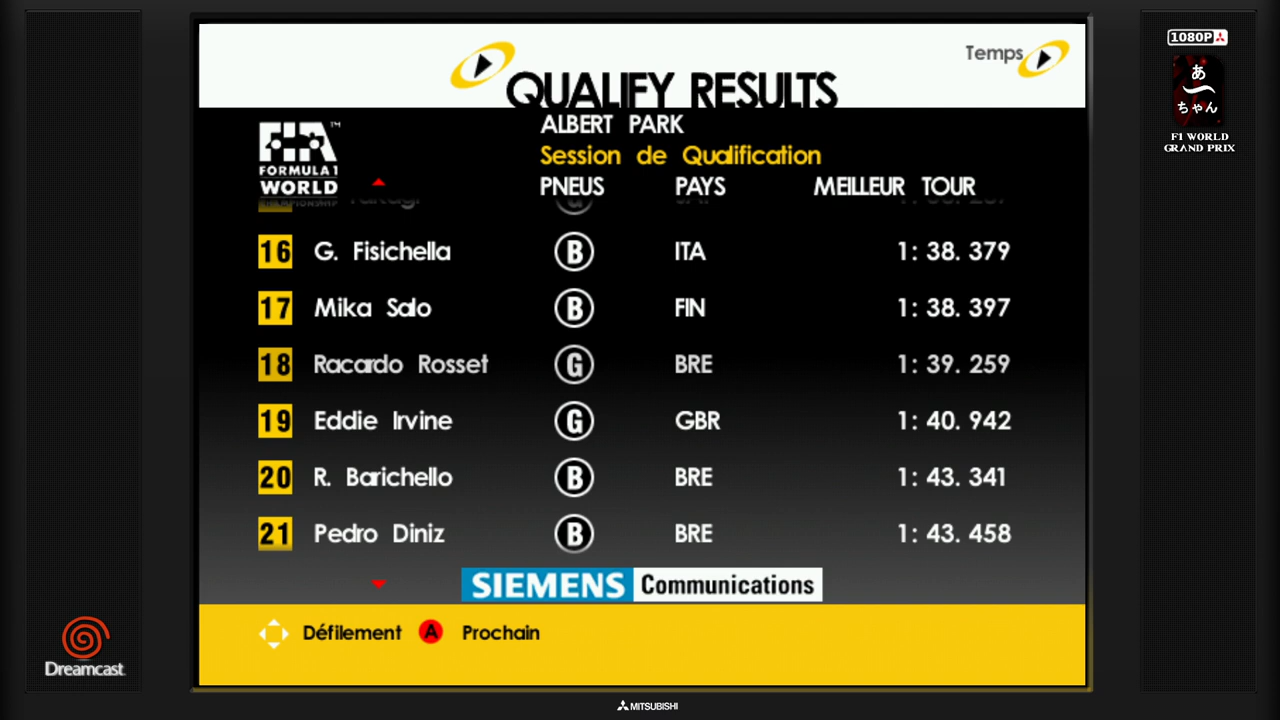 Temps
QUALIFY RESULTS
1080P
あーちゃん
F1 WORLD
GRAND PRIX
ALBERT PARK
Session de Qualification
PNEUS PAYS MEILLEUR TOUR
FIA™
FORMULA 1
WORLD
CHAMPIONSHIP
16 G. Fisichella B ITA 1: 38. 379
17 Mika Salo B FIN 1: 38. 397
18 Racardo Rosset G BRE 1: 39. 259
19 Eddie Irvine G GBR 1: 40. 942
20 R. Barichello B BRE 1: 43. 341
21 Pedro Diniz B BRE 1: 43. 458
SIEMENS Communications
Défilement A Prochain
Dreamcast
MITSUBISHI